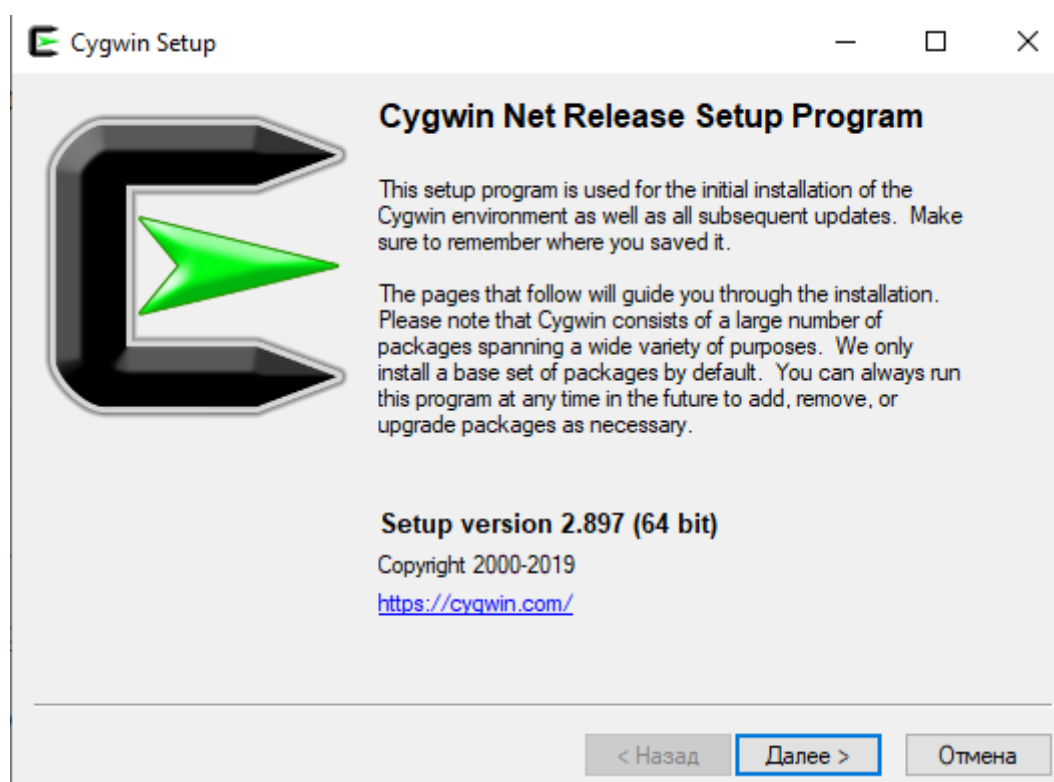 Cygwin Setup
Cygwin Net Release Setup Program
This setup program is used for the initial installation of the
Cygwin environment as well as all subsequent updates.  Make
sure to remember where you saved it.
The pages that follow will guide you through the installation.
Please note that Cygwin consists of a large number of
packages spanning a wide variety of purposes.  We only
install a base set of packages by default.  You can always run
this program at any time in the future to add, remove, or
upgrade packages as necessary.
Setup version 2.897 (64 bit)
Copyright 2000-2019
https://cygwin.com/
< Назад Далее > Отмена